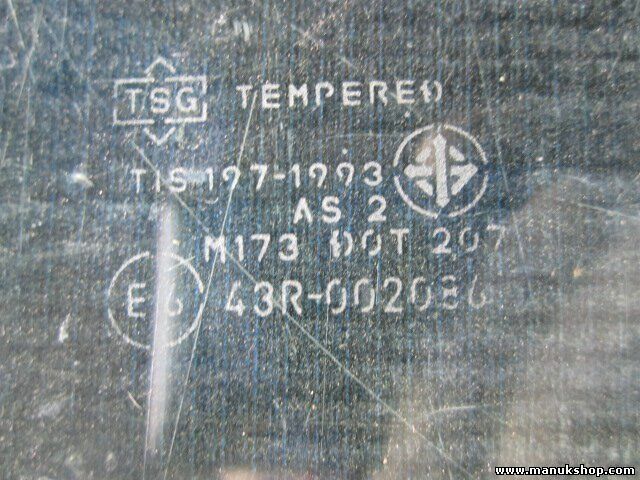 TSG TEMPERED
TIS 197-1993
AS 2
M173 DOT 207
E6 43R-002086
www.manukshop.com